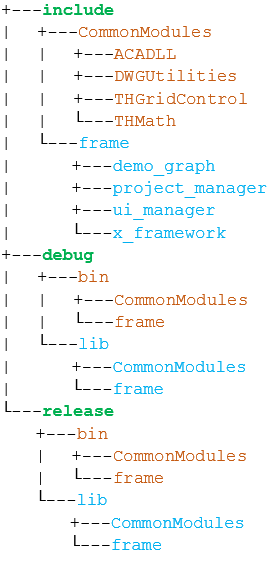 +---include
|   +---CommonModules
|   |   +---ACADLL
|   |   +---DWGUtilities
|   |   +---THGridControl
|   |   └---THMath
|   └---frame
|       +---demo_graph
|       +---project_manager
|       +---ui_manager
|       └---x_framework
+---debug
|   +---bin
|   |   +---CommonModules
|   |   └---frame
|   └---lib
|       +---CommonModules
|       └---frame
└---release
    +---bin
    |   +---CommonModules
    |   └---frame
    └---lib
        +---CommonModules
        └---frame